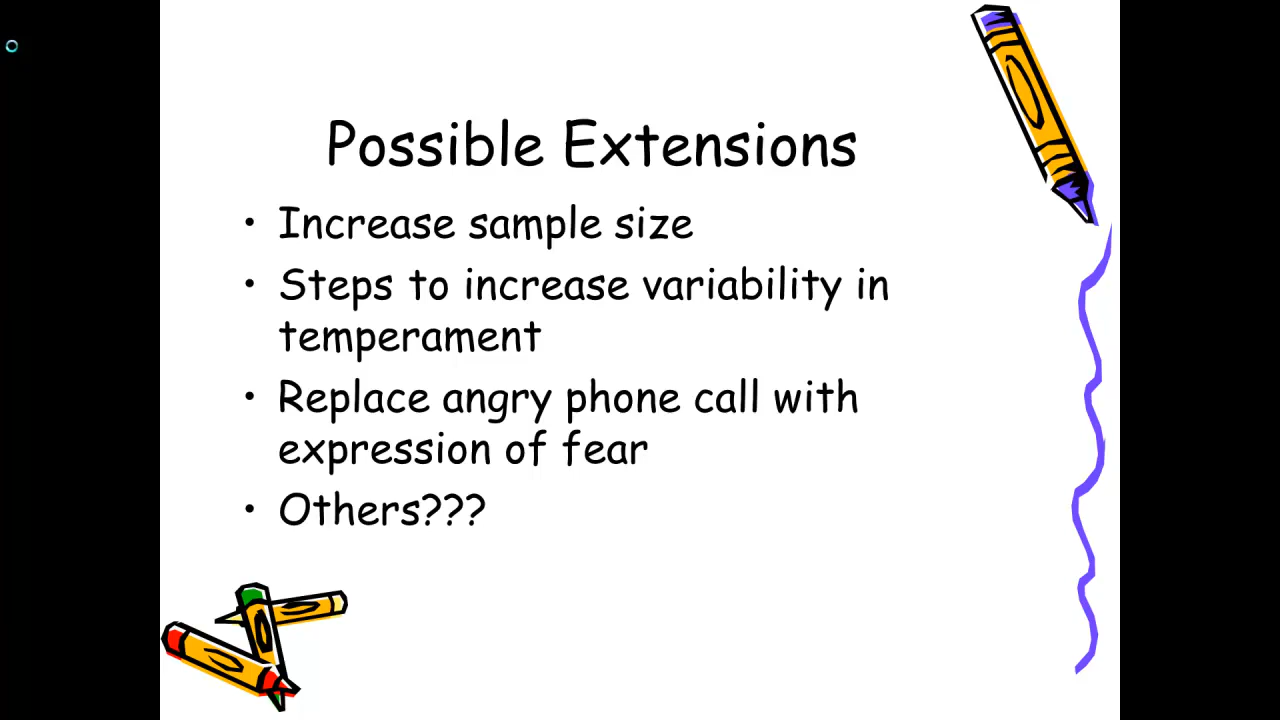 Possible Extensions
• Increase sample size
• Steps to increase variability in
temperament
• Replace angry phone call with
expression of fear
• Others???